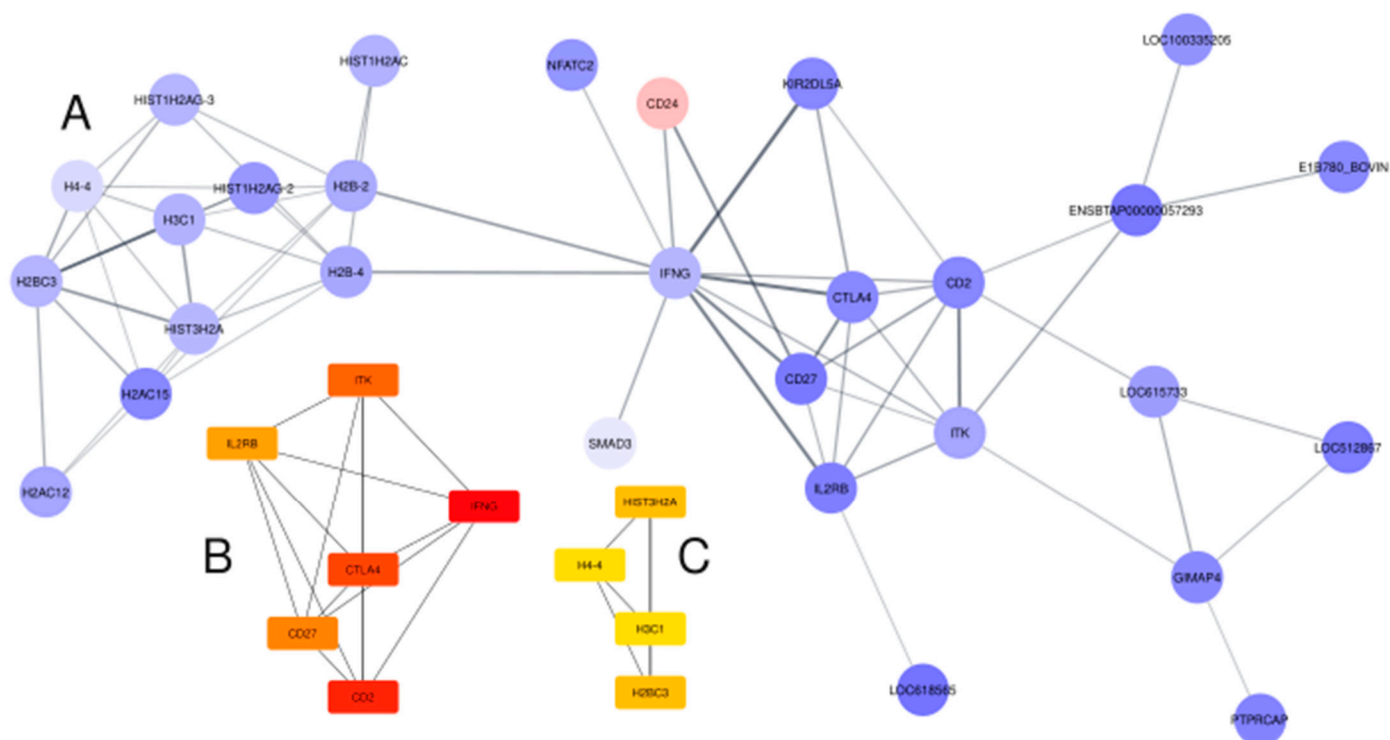 LOC100335205
HIST1H2AC
NFATC2
KIR2DL5A
HIST1H2AG-3
CD24
A
E1B780_BOVIN
H4-4
HIST1H2AG-2
H2B-2
H3C1
ENSBTAP00000057293
H2BC3
H2B-4
IFNG
CTLA4
CD2
HIST3H2A
CD27
ITK
H2AC15
LOC615733
SMAD3
ITK
IL2RB
LOC512867
H2AC12
IL2RB
IFNG
HIST3H2A
B
C
CTLA4
H4-4
GIMAP4
CD27
H3C1
CD2
H2BC3
LOC618565
PTPRCAP